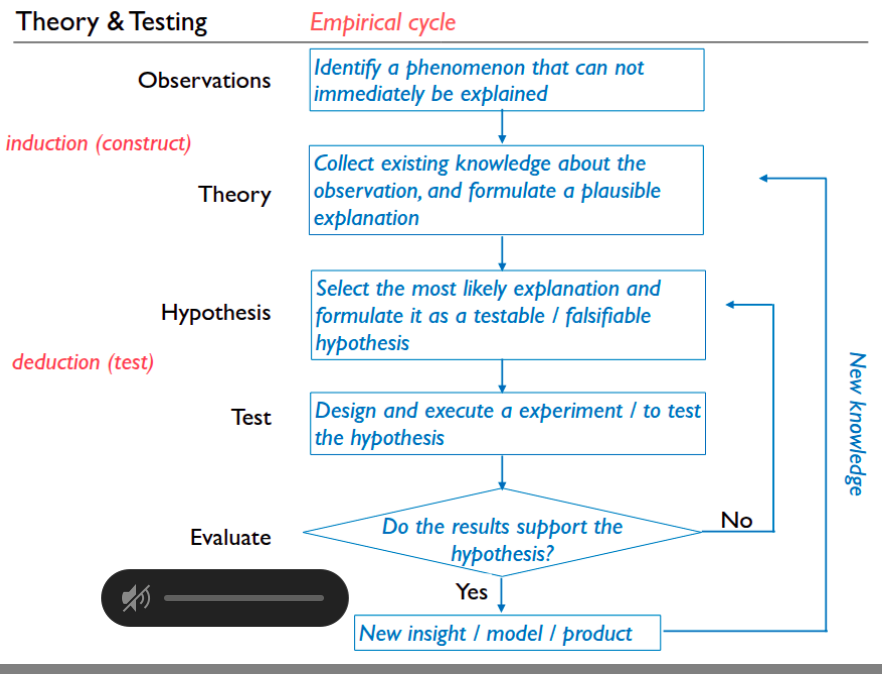 Theory & Testing
Empirical cycle
Observations
Identify a phenomenon that can not
immediately be explained
induction (construct)
Theory
Collect existing knowledge about the
observation, and formulate a plausible
explanation
Hypothesis
Select the most likely explanation and
formulate it as a testable / falsifiable
hypothesis
deduction (test)
Test
Design and execute a experiment / to test
the hypothesis
New knowledge
Evaluate
Do the results support the
hypothesis?
No
Yes
New insight / model / product